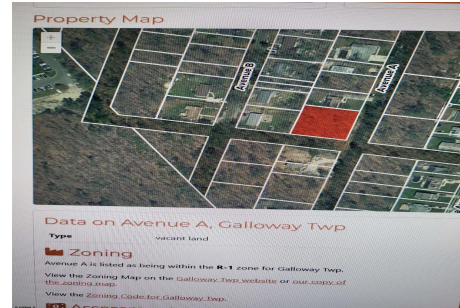 Property Map
+
−
Avenue B
Avenue A
Data on Avenue A, Galloway Twp
Type vacant land
Zoning
Avenue A is listed as being within the R-1 zone for Galloway Twp.
View the Zoning Map on the Galloway Twp website or our copy of
the zoning map.
View the Zoning Code for Galloway Twp.